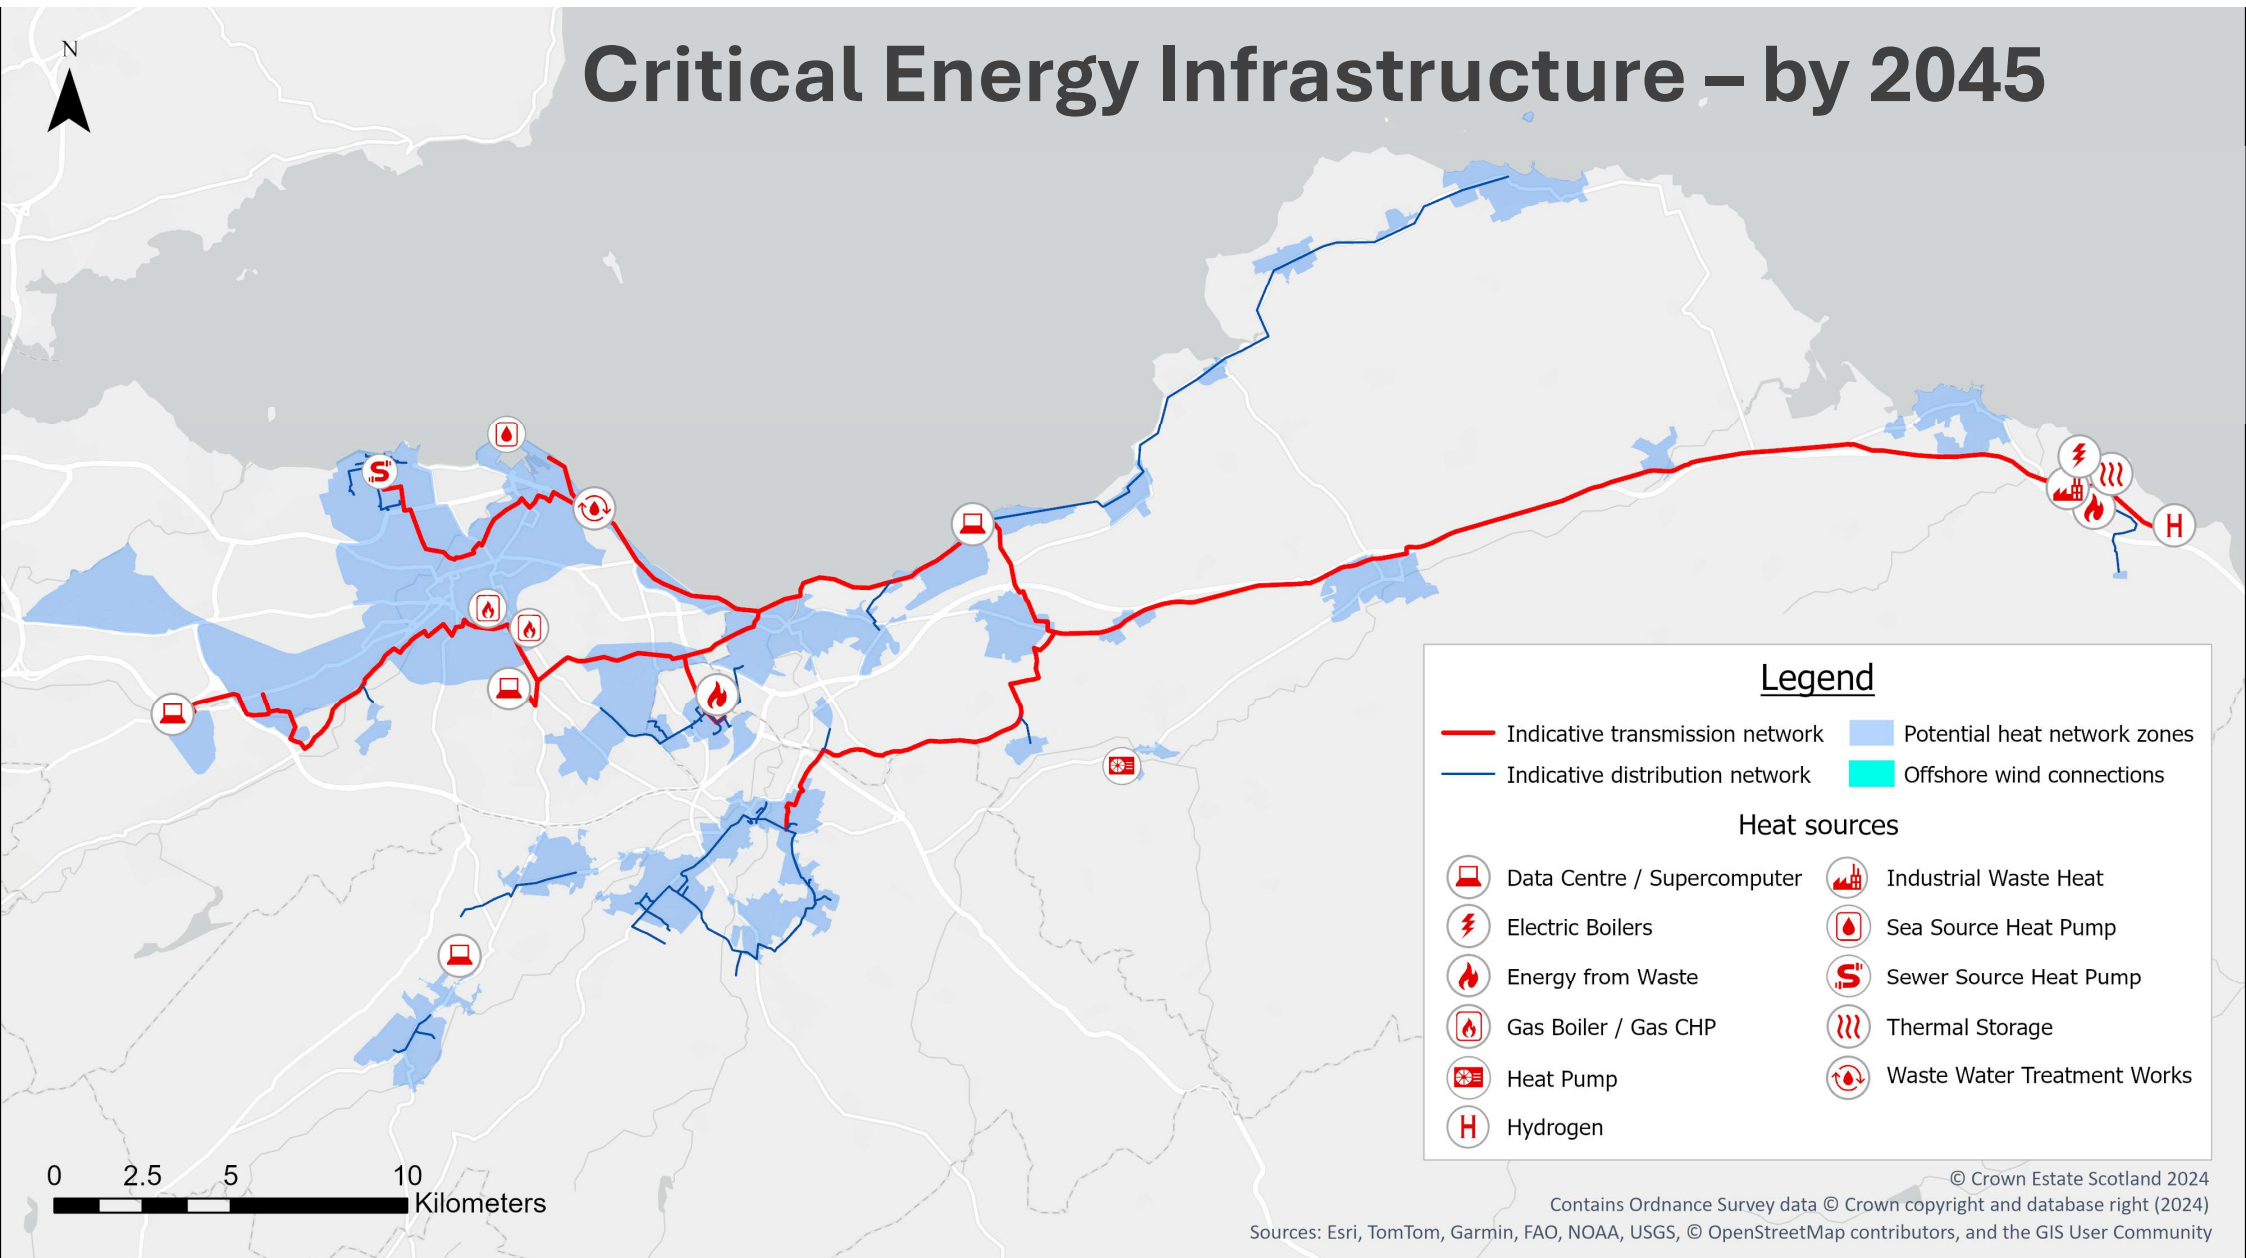 Critical Energy Infrastructure – by 2045
N
S
H
Legend
Indicative transmission network
Potential heat network zones
Indicative distribution network
Offshore wind connections
Heat sources
Data Centre / Supercomputer
Industrial Waste Heat
Electric Boilers
Sea Source Heat Pump
Energy from Waste
S
Sewer Source Heat Pump
Gas Boiler / Gas CHP
Thermal Storage
Heat Pump
Waste Water Treatment Works
H
Hydrogen
0 2.5 5 10
Kilometers
© Crown Estate Scotland 2024
Contains Ordnance Survey data © Crown copyright and database right (2024)
Sources: Esri, TomTom, Garmin, FAO, NOAA, USGS, © OpenStreetMap contributors, and the GIS User Community